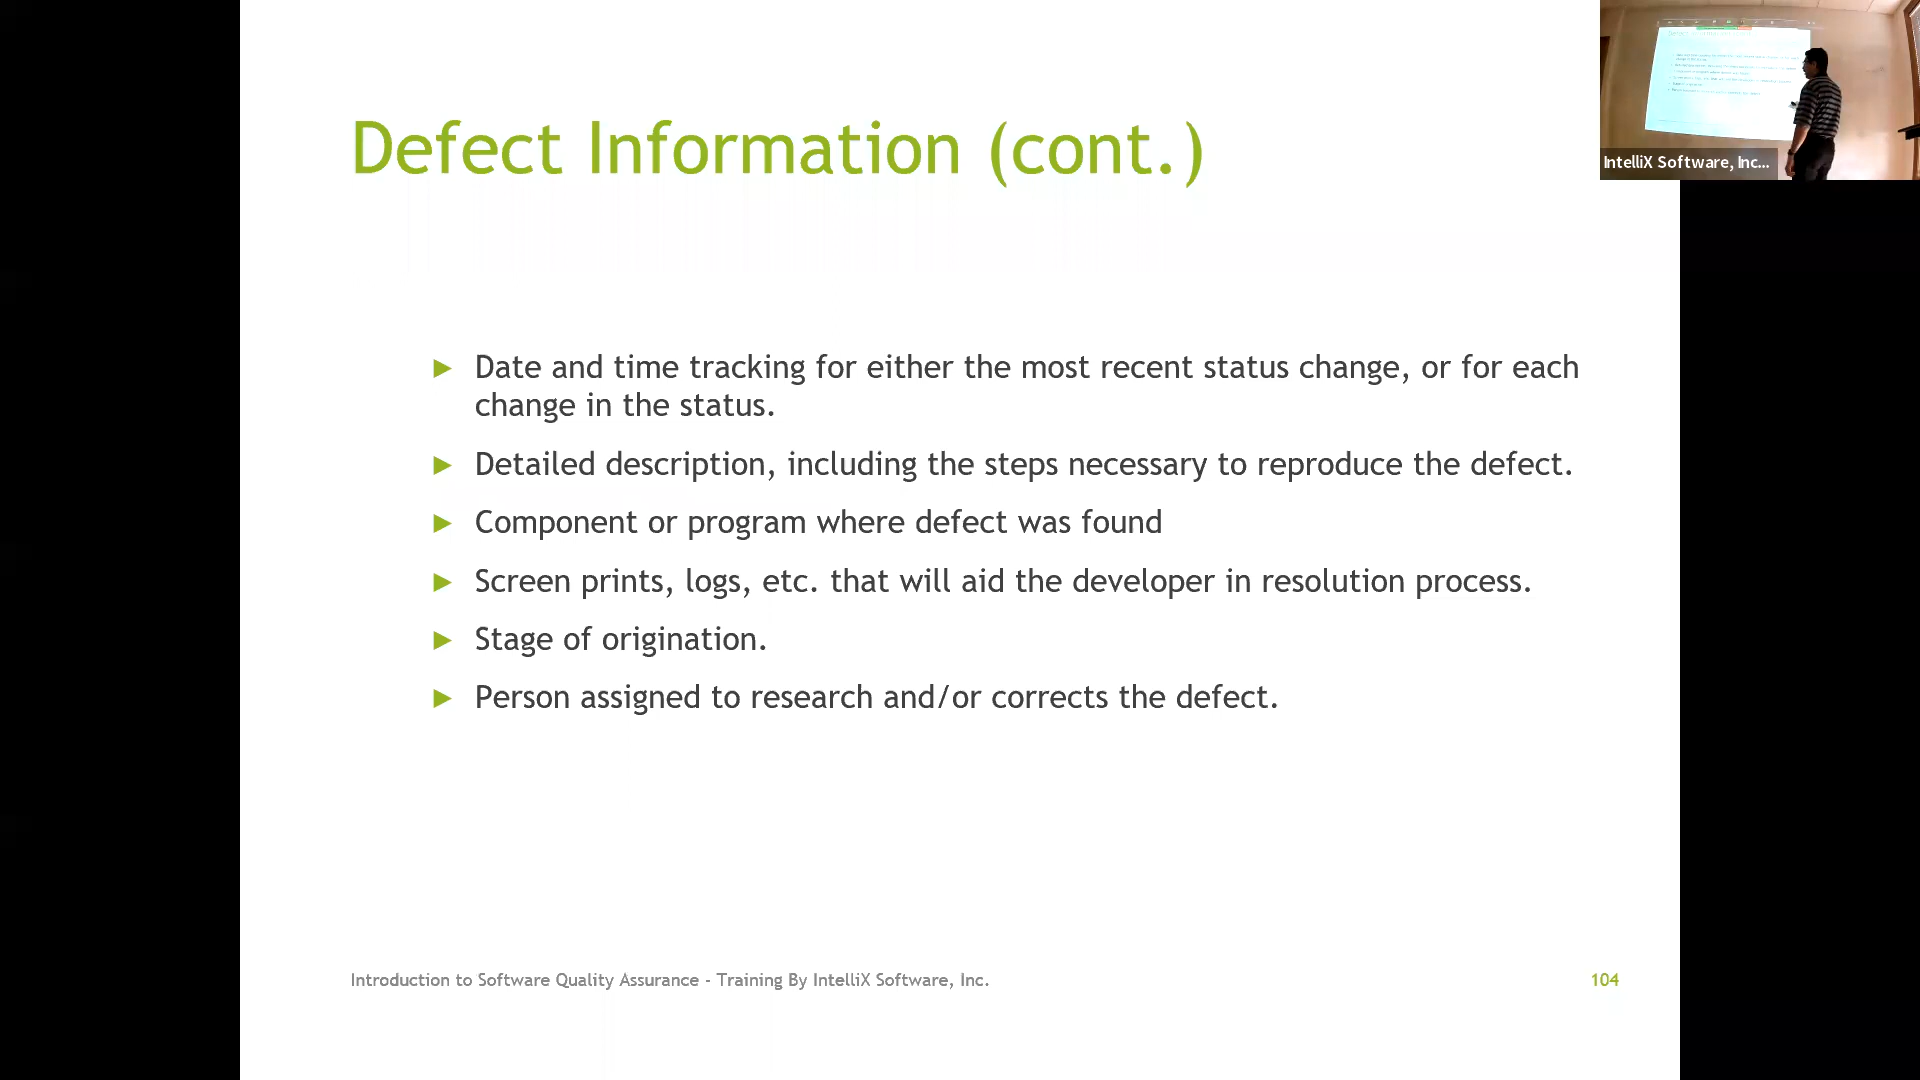 Defect Information (cont.)
IntelliX Software, Inc...
► Date and time tracking for either the most recent status change, or for each
change in the status.
► Detailed description, including the steps necessary to reproduce the defect.
► Component or program where defect was found
► Screen prints, logs, etc. that will aid the developer in resolution process.
► Stage of origination.
► Person assigned to research and/or corrects the defect.
Introduction to Software Quality Assurance - Training By IntelliX Software, Inc.
104